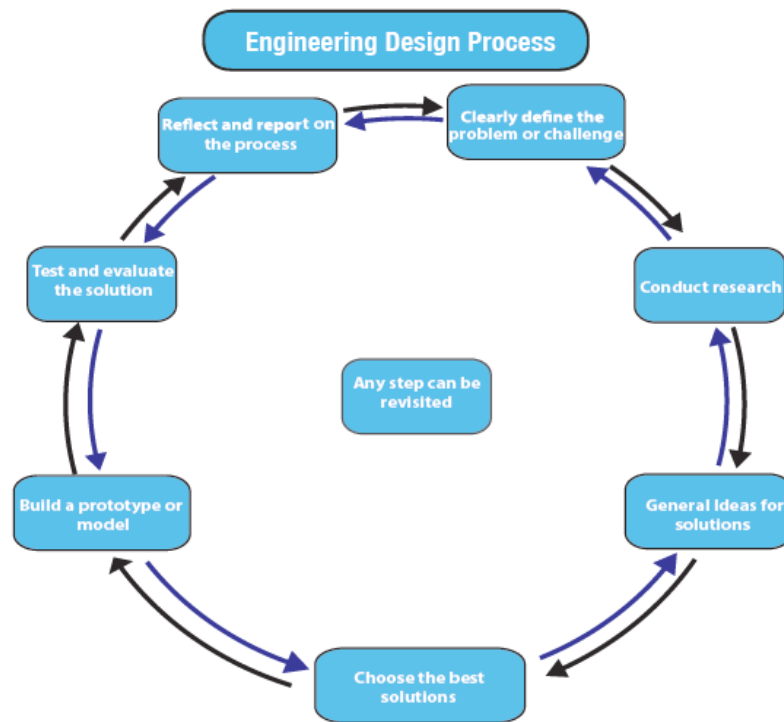 Engineering Design Process
Clearly define the
problem or challenge
Conduct research
General Ideas for
solutions
Choose the best
solutions
Build a prototype or
model
Test and evaluate
the solution
Reflect and report on
the process
Any step can be
revisited